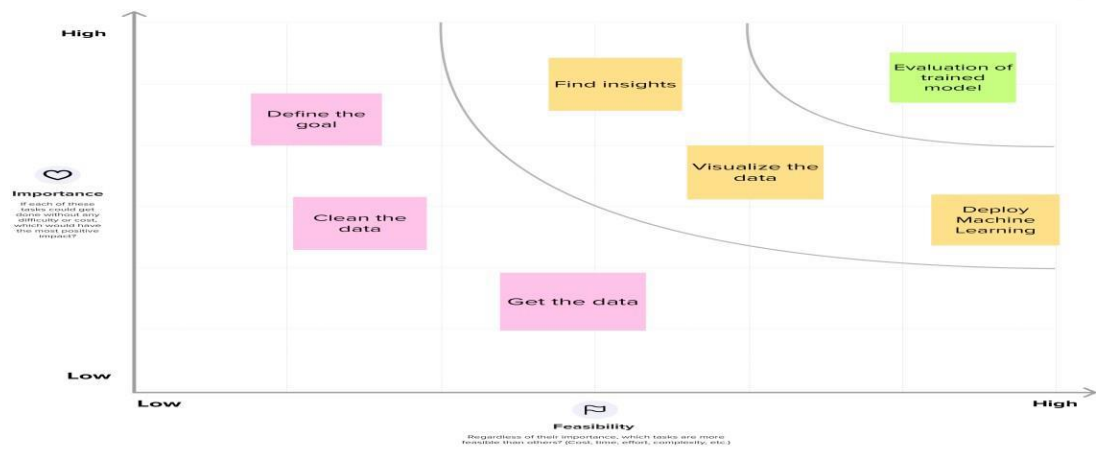 High
Evaluation of
trained
model
Find insights
Define the
goal
Visualize the
data
Importance
If each of these
tasks could get
done without any
difficulty or cost,
which would have
the most positive
impact?
Clean the
data
Deploy
Machine
Learning
Get the data
Low
Low
High
Feasibility
Regardless of their importance, which tasks are more
feasible than others? (Cost, time, effort, complexity, etc.)